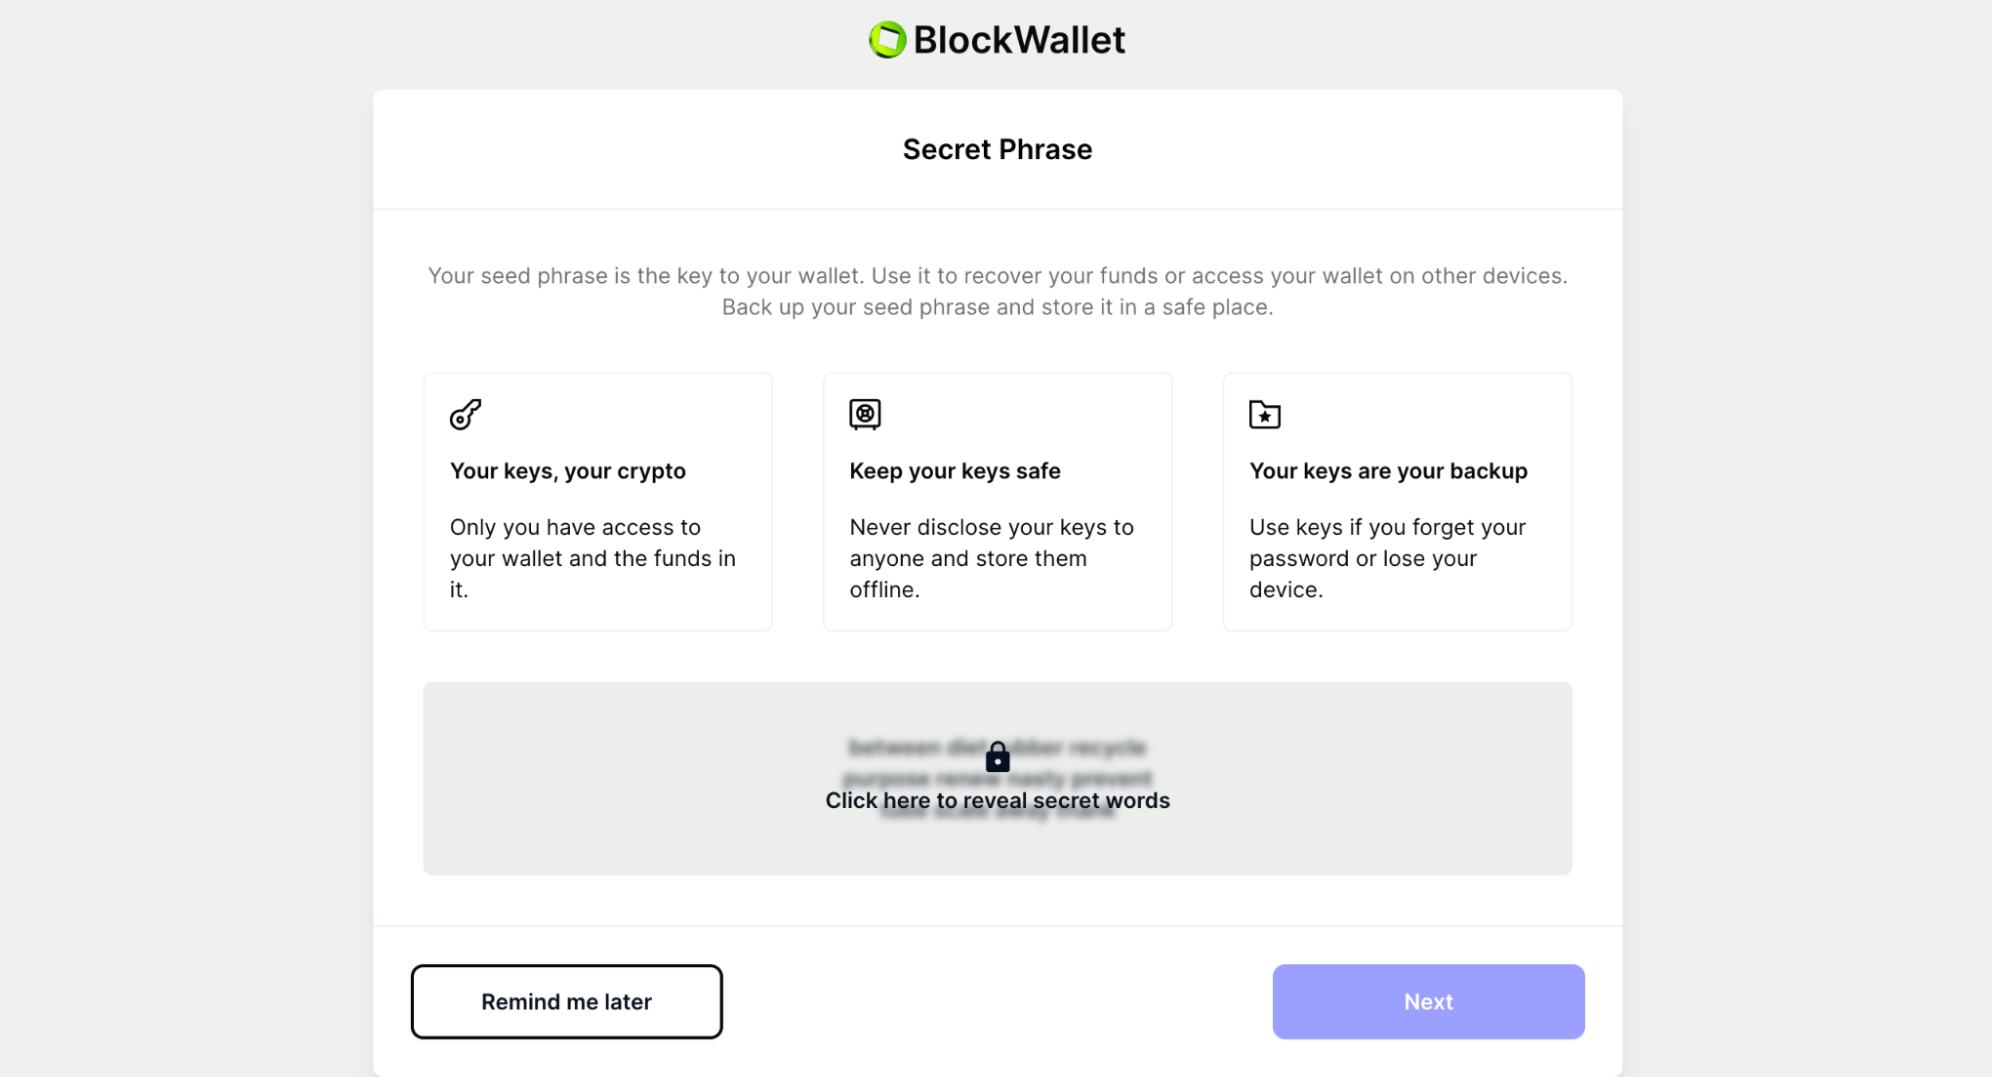 BlockWallet
Secret Phrase
Your seed phrase is the key to your wallet. Use it to recover your funds or access your wallet on other devices.
Back up your seed phrase and store it in a safe place.
Your keys, your crypto
Only you have access to
your wallet and the funds in
it.
Keep your keys safe
Never disclose your keys to
anyone and store them
offline.
Your keys are your backup
Use keys if you forget your
password or lose your
device.
Click here to reveal secret words
Remind me later
Next